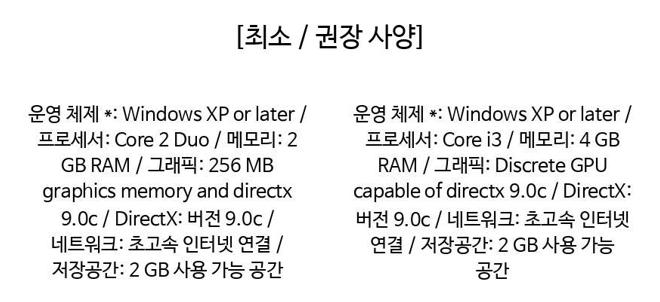 [최소 / 권장 사양]
운영 체제 *: Windows XP or later /
프로세서: Core 2 Duo / 메모리: 2
GB RAM / 그래픽: 256 MB
graphics memory and directx
9.0c / DirectX: 버전 9.0c /
네트워크: 초고속 인터넷 연결 /
저장공간: 2 GB 사용 가능 공간
운영 체제 *: Windows XP or later /
프로세서: Core i3 / 메모리: 4 GB
RAM / 그래픽: Discrete GPU
capable of directx 9.0c / DirectX:
버전 9.0c / 네트워크: 초고속 인터넷
연결 / 저장공간: 2 GB 사용 가능
공간